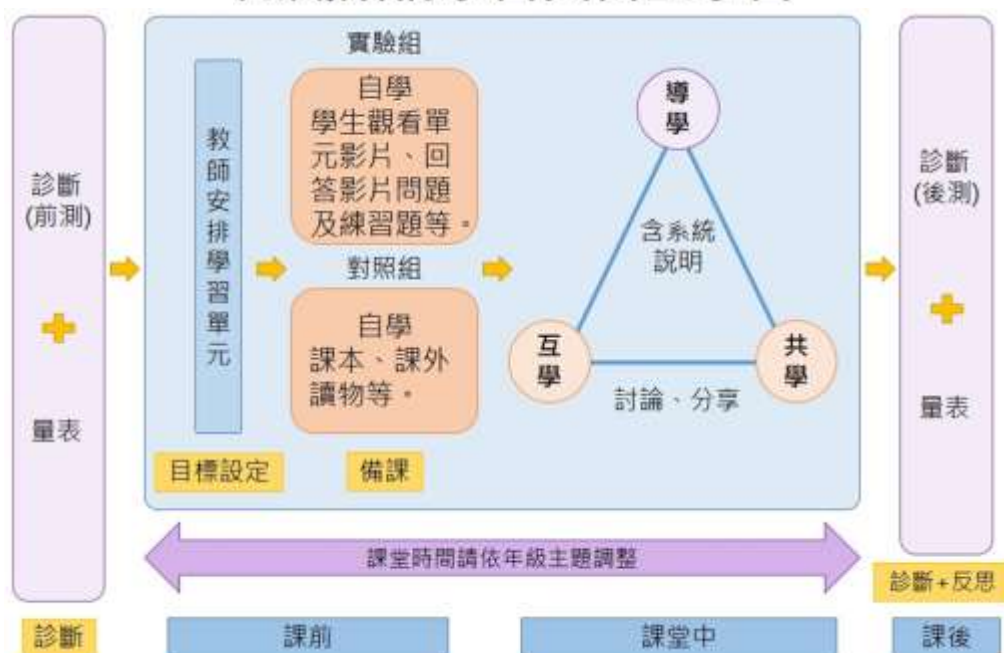 診斷
(前測)
量表
教
師
安
排
學
習
單
元
實驗組
自學
學生觀看單
元影片、回
答影片問題
及練習題等。
對照組
自學
課本、課外
讀物等。
目標設定
備課
導
學
含系統
說明
互
學
共
學
討論、分享
診斷
(後測)
量表
課堂時間請依年級主題調整
診斷+反思
診斷
課前
課堂中
課後